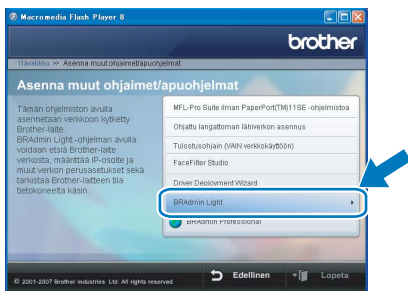 Macromedia Flash Player 8
brother
Ylävalikko >> Asenna muut ohjaimet/apuohjelmat
Asenna muut ohjaimet/apuohjelmat
Tämän ohjelmiston avulla
asennetaan verkkoon kytketty
Brother-laite.
BRAdmin Light -ohjelman avulla
voidaan etsiä Brother-laite
verkosta, määrittää IP-osoite ja
muut verkon perusasetukset sekä
tarkistaa Brother-laitteen tila
tietokoneelta käsin.
MFL-Pro Suite ilman PaperPort(TM)11SE -ohjelmistoa
Ohjattu langattoman lähiverkon asennus
Tulostusohjain (VAIN verkkokäyttöön)
FaceFilter Studio
Driver Deployment Wizard
BRAdmin Light
BRAdmin Professional
© 2001-2007 Brother Industries Ltd. All rights reserved
Edellinen
Lopeta